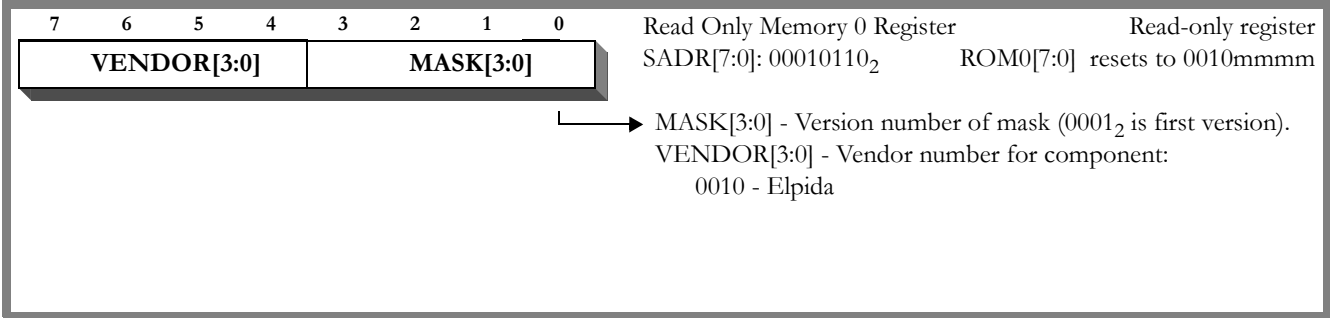 7 6 5 4 3 2 1 0
VENDOR[3:0] MASK[3:0]
Read Only Memory 0 Register Read-only register
SADR[7:0]: 00010110₂ ROM0[7:0] resets to 0010mmmm
MASK[3:0] - Version number of mask (0001₂ is first version).
VENDOR[3:0] - Vendor number for component:
0010 - Elpida